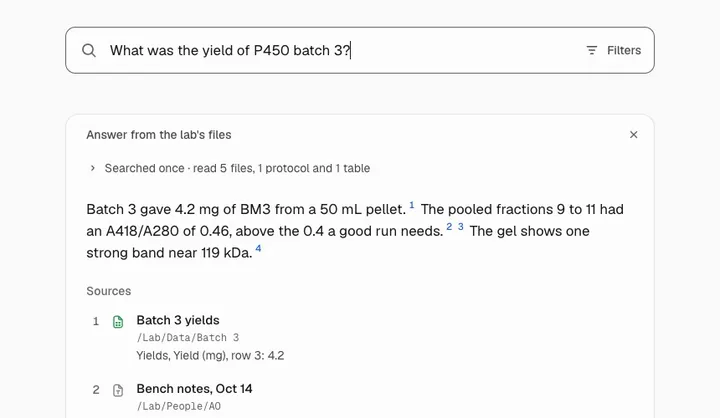 What was the yield of P450 batch 3?
Filters
Answer from the lab's files
Searched once · read 5 files, 1 protocol and 1 table
Batch 3 gave 4.2 mg of BM3 from a 50 mL pellet. 1 The pooled fractions 9 to 11 had
an A418/A280 of 0.46, above the 0.4 a good run needs. 2 3 The gel shows one
strong band near 119 kDa. 4
Sources
1 Batch 3 yields
/Lab/Data/Batch 3
Yields, Yield (mg), row 3: 4.2
2 Bench notes, Oct 14
/Lab/People/AO